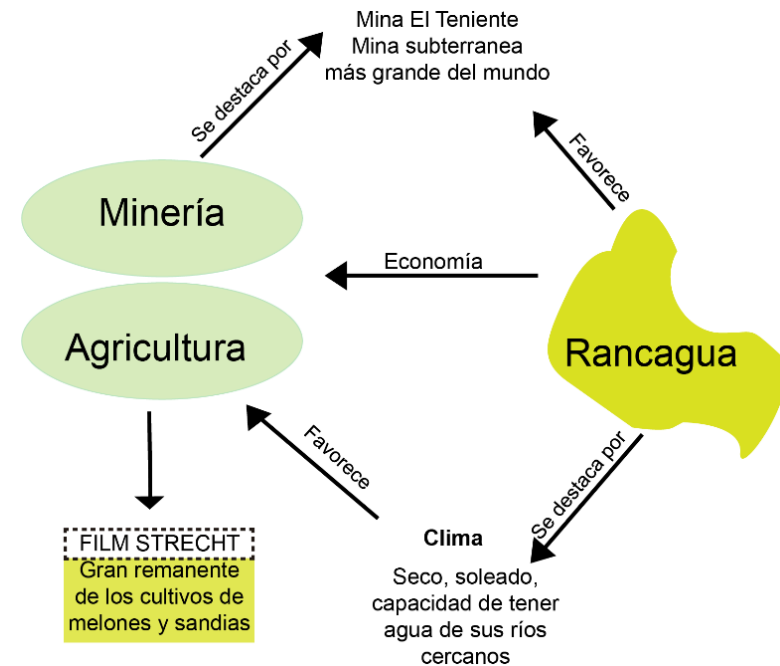 Mina El Teniente
Mina subterranea
más grande del mundo
Se destaca por
Favorece
Minería
Economía
Agricultura
Rancagua
Favorece
Se destaca por
FILM STRECHT
Gran remanente
de los cultivos de
melones y sandias
Clima
Seco, soleado,
capacidad de tener
agua de sus ríos
cercanos